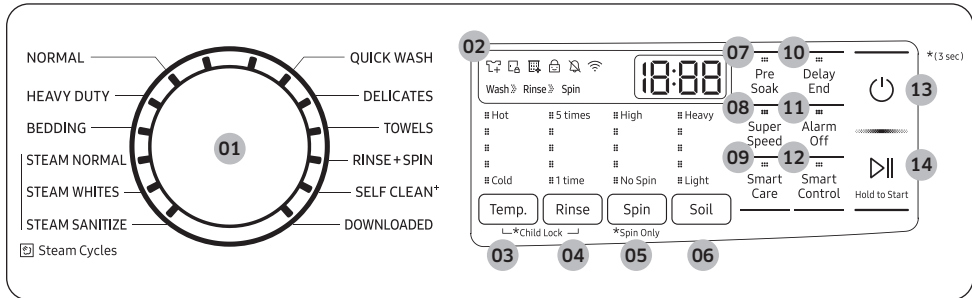 NORMAL
HEAVY DUTY
BEDDING
STEAM NORMAL
STEAM WHITES
STEAM SANITIZE
Steam Cycles
01
QUICK WASH
DELICATES
TOWELS
RINSE+SPIN
SELF CLEAN+
DOWNLOADED
02
Wash» Rinse» Spin
18:88
Hot 5 times High Heavy
Cold 1 time No Spin Light
Temp. Rinse Spin Soil
*Child Lock *Spin Only
03 04 05 06
07 10
Pre Soak
Delay End
08 11
Super Speed
Alarm Off
09 12
Smart Care
Smart Control
*(3 sec)
13
14
Hold to Start